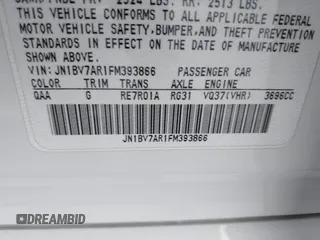 2513 LBS.
THIS VEHICLE CONFORMS TO ALL APPLICABLE FEDERAL
MOTOR VEHICLE SAFETY, BUMPER, AND THEFT PREVENTION
STANDARDS IN EFFECT ON THE DATE OF MANUFACTURE
SHOWN ABOVE.
VIN: JN1BV7AR1FM393866 PASSENGER CAR
COLOR TRIM TRANS AXLE ENGINE
QAA G RE7R01A RG31 VQ37(VHR) 3696CC
JN1BV7AR1FM393866
DREAMBID